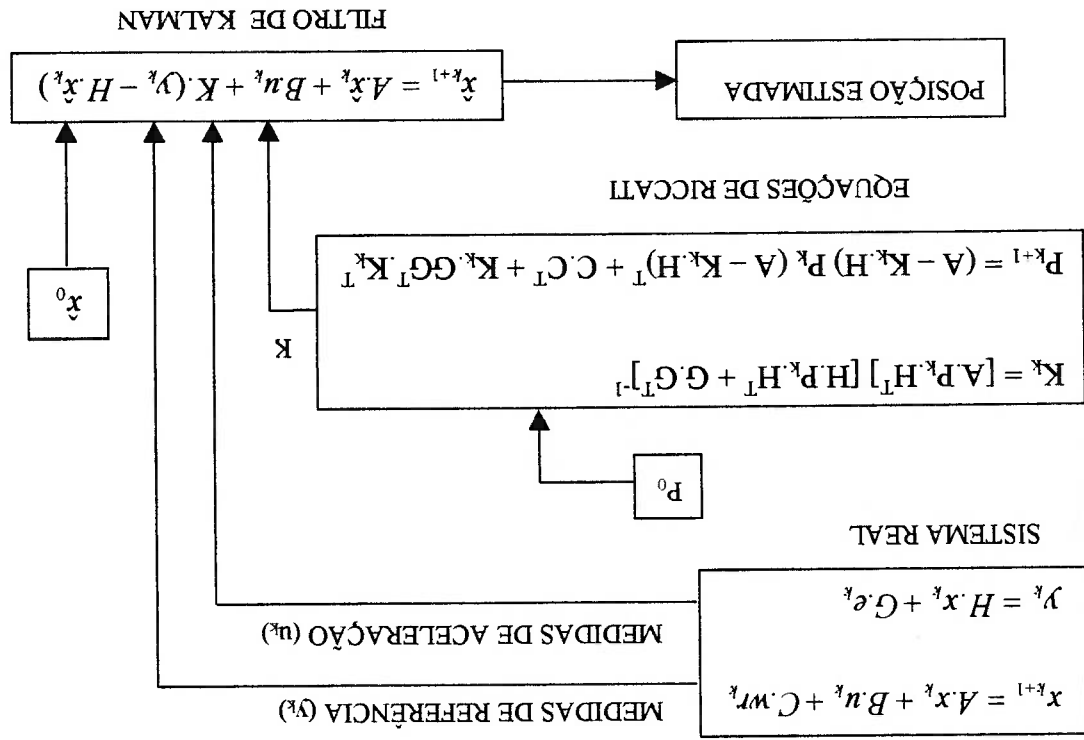 MEDIDAS DE REFERÊNCIA (yₖ)
xₖ₊₁ = A.xₖ + B.uₖ + C.wrₖ
MEDIDAS DE ACELERAÇÃO (uₖ)
yₖ = H.xₖ + G.eₖ
SISTEMA REAL
P₀
Kₖ = [A.Pₖ.Hᵀ] [H.Pₖ.Hᵀ + G.Gᵀ]⁻¹
K
x̂₀
Pₖ₊₁ = (A – Kₖ.H) Pₖ (A – Kₖ.H)ᵀ + C.Cᵀ + Kₖ.GGᵀ.Kₖᵀ
EQUAÇÕES DE RICCATI
POSIÇÃO ESTIMADA
x̂ₖ₊₁ = A.x̂ₖ + B.uₖ + K.(yₖ – H.x̂ₖ)
FILTRO DE KALMAN